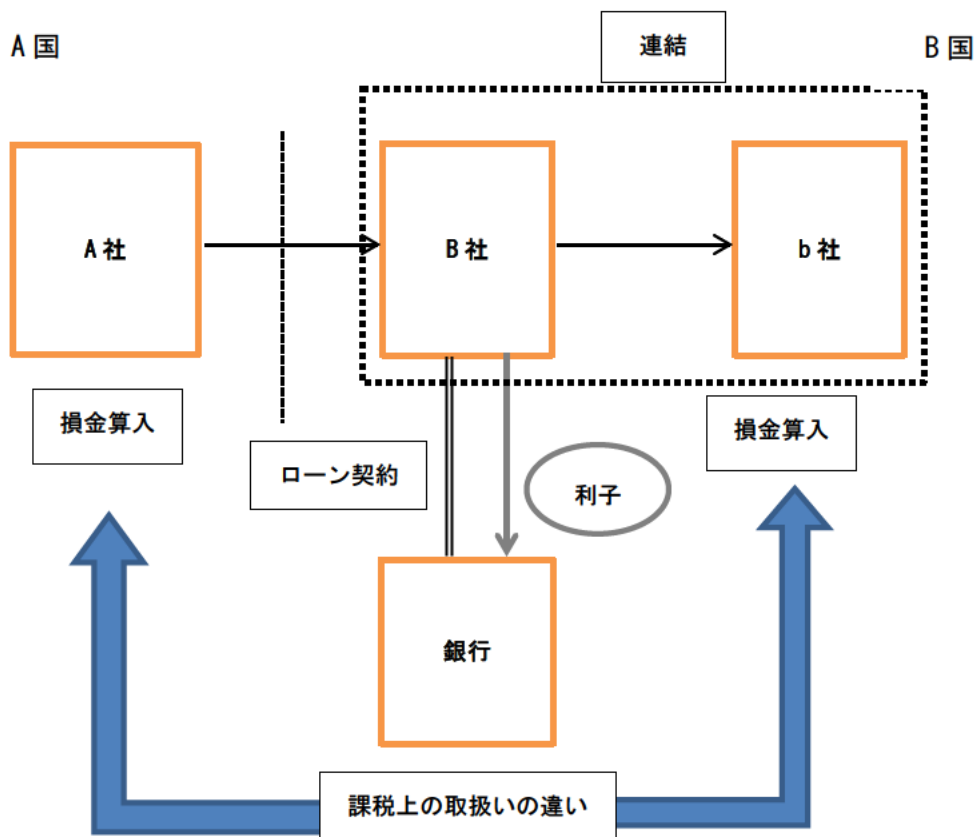 A国
連結
B国
A社
B社
b社
損金算入
ローン契約
利子
損金算入
銀行
課税上の取扱いの違い